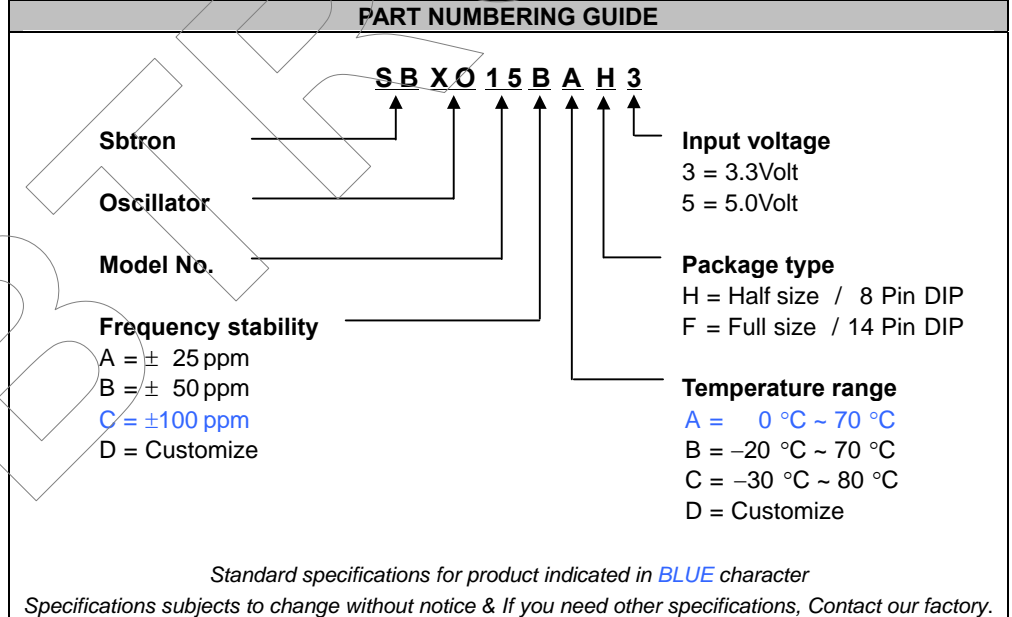 PART NUMBERING GUIDE
SB XO 15 B A H 3
Sbtron
Oscillator
Model No.
Frequency stability
A = ± 25 ppm
B = ± 50 ppm
C = ±100 ppm
D = Customize
Input voltage
3 = 3.3Volt
5 = 5.0Volt
Package type
H = Half size / 8 Pin DIP
F = Full size / 14 Pin DIP
Temperature range
A = 0 °C ~ 70 °C
B = −20 °C ~ 70 °C
C = −30 °C ~ 80 °C
D = Customize
Standard specifications for product indicated in BLUE character
Specifications subjects to change without notice & If you need other specifications, Contact our factory.